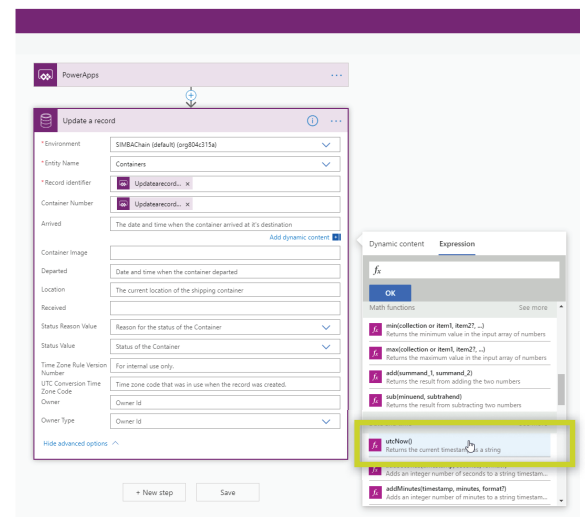 PowerApps
Update a record
*Environment
SIMBAChain (default) (org804c315a)
*Entity Name
Containers
*Record identifier
Updatearecord... ×
Container Number
Updatearecord... ×
Arrived
The date and time when the container arrived at it's destination
Add dynamic content
Container Image
Departed
Date and time when the container departed
Location
The current location of the shipping container
Received
Status Reason Value
Reason for the status of the Container
Status Value
Status of the Container
Time Zone Rule Version Number
For internal use only.
UTC Conversion Time Zone Code
Time zone code that was in use when the record was created.
Owner
Owner Id
Owner Type
Owner Id
Hide advanced options
+ New step
Save
Dynamic content
Expression
fx
OK
Math functions
See more
fx
min(collection or item1, item2?, ...)
Returns the minimum value in the input array of numbers
fx
max(collection or item1, item2?, ...)
Returns the maximum value in the input array of numbers
fx
add(summand_1, summand_2)
Returns the result from adding the two numbers
fx
sub(minuend, subtrahend)
Returns the result from subtracting two numbers
fx
utcNow()
Returns the current timestamp as a string
fx
Adds an integer number of seconds to a string timestam...
fx
addMinutes(timestamp, minutes, format?)
Adds an integer number of minutes to a string timestam...